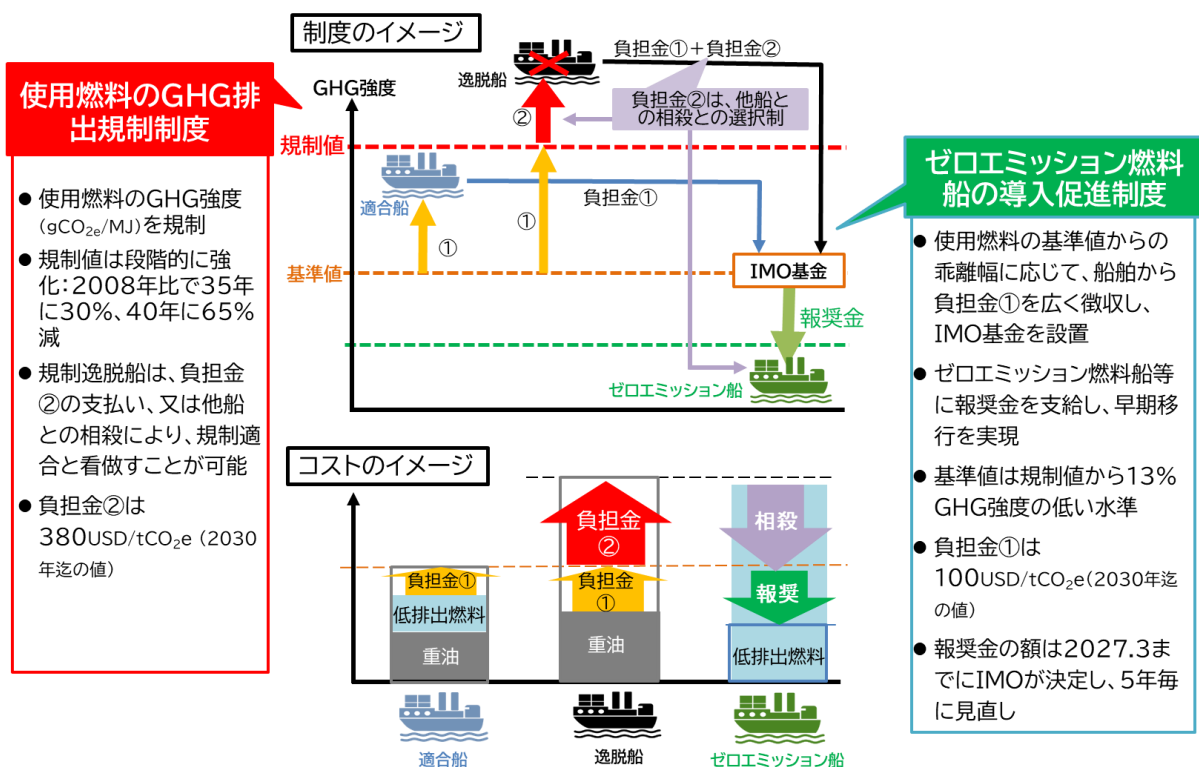 制度のイメージ
使用燃料のGHG排
出規制制度
● 使用燃料のGHG強度
(gCO2e/MJ)を規制
● 規制値は段階的に強
化：2008年比で35年
に30%、40年に65%
減
● 規制逸脱船は、負担金
②の支払い、又は他船
との相殺により、規制適
合と看做すことが可能
● 負担金②は
380USD/tCO2e（2030
年迄の値）
GHG強度
逸脱船
負担金①＋負担金②
負担金②は、他船と
の相殺との選択制
②
規制値
適合船
負担金①
①
①
基準値
IMO基金
報奨金
ゼロエミッション船
ゼロエミッション燃料
船の導入促進制度
● 使用燃料の基準値からの
乖離幅に応じて、船舶から
負担金①を広く徴収し、
IMO基金を設置
● ゼロエミッション燃料船等
に報奨金を支給し、早期移
行を実現
● 基準値は規制値から13%
GHG強度の低い水準
● 負担金①は
100USD/tCO2e(2030年迄
の値)
● 報奨金の額は2027.3ま
でにIMOが決定し、5年毎
に見直し
コストのイメージ
負担金①
低排出燃料
重油
負担金
②
負担金
①
重油
相殺
報奨
低排出燃料
適合船
逸脱船
ゼロエミッション船